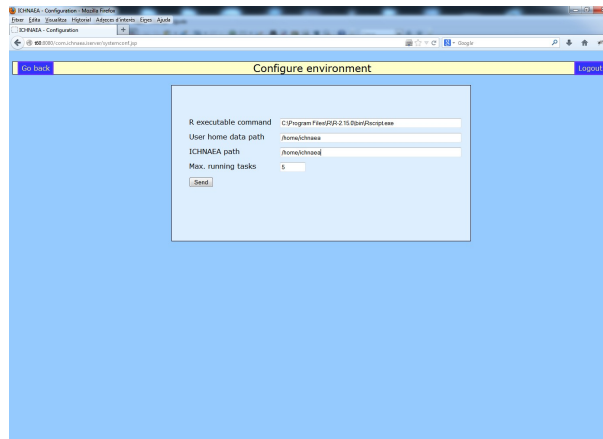 ICHNAEA - Configuration - Mozilla Firefox
Fitxer Edita Visualitza Historial Adreces d'interès Eines Ajuda
ICHNAEA - Configuration
Google
Go back Configure environment Logout
R executable command C:\Program Files\R\R-2.15.0\bin\Rscript.exe
User home data path /home/ichnaea
ICHNAEA path /home/ichnaea
Max. running tasks 5
Send